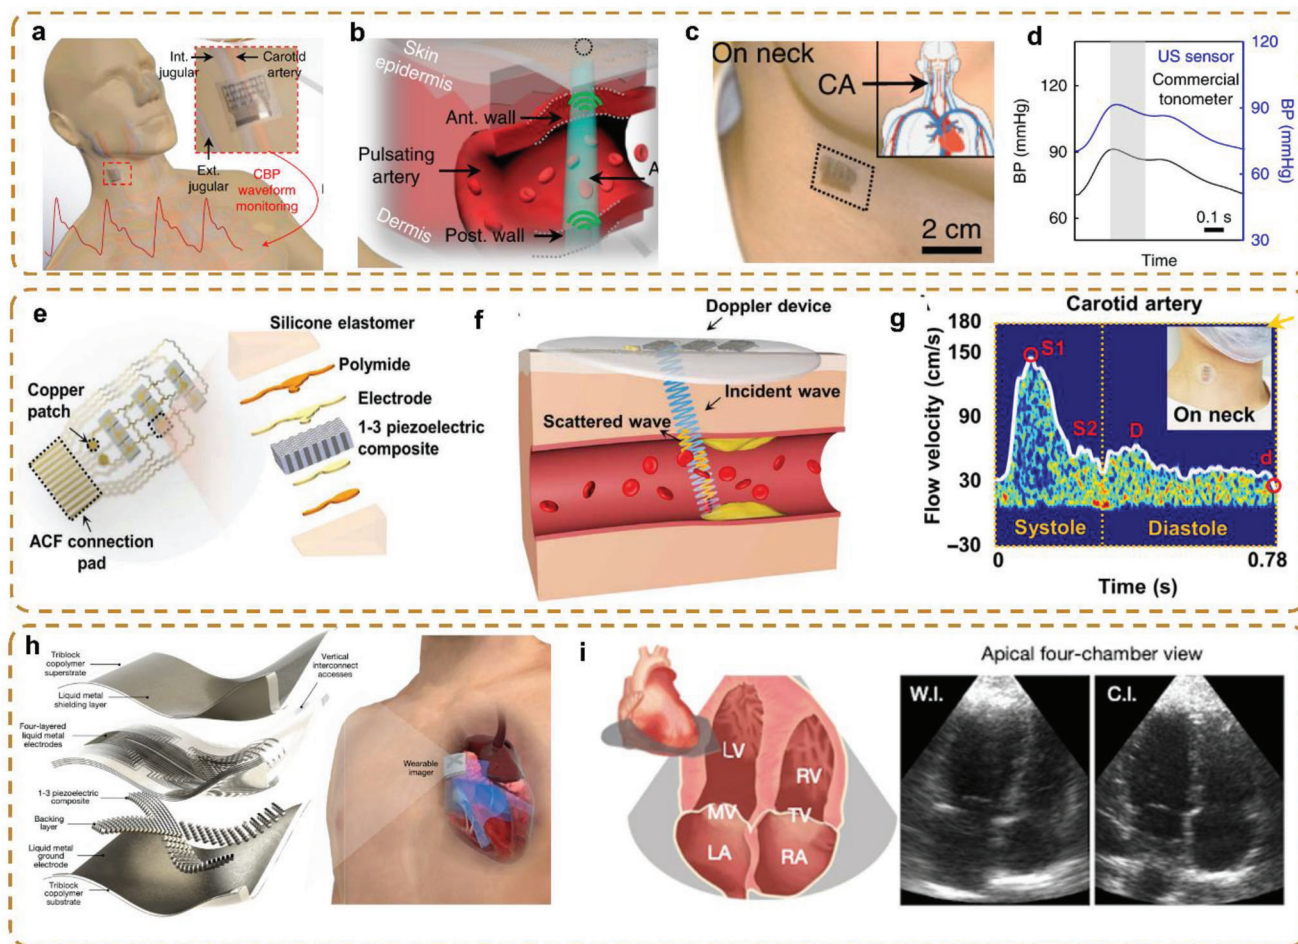 a
Int.
jugular
Carotid
artery
Ext.
jugular
CBP
waveform
monitoring
b
Skin
epidermis
Ant. wall
Pulsating
artery
A
Post. wall
Dermis
c
On neck
CA
2 cm
d
US sensor
Commercial
tonometer
BP (mmHg)
140
120
90
60
120
90
60
30
BP
(mmHg)
0.1 s
Time
e
Silicone elastomer
Polymide
Electrode
1-3 piezoelectric
composite
Copper
patch
ACF connection
pad
f
Doppler device
Incident wave
Scattered wave
g
Carotid artery
Flow velocity (cm/s)
180
150
90
30
−30
S1
S2
D
d
On neck
Systole
Diastole
0
0.78
Time (s)
h
Triblock
copolymer
superstrate
Liquid metal
shielding layer
Vertical
interconnect
accesses
Four-layered
liquid metal
electrodes
1-3 piezoelectric
composite
Backing
layer
Liquid metal
ground
electrode
Triblock
copolymer
substrate
Wearable
imager
i
LV
RV
MV
TV
LA
RA
Apical four-chamber view
W.I.
C.I.